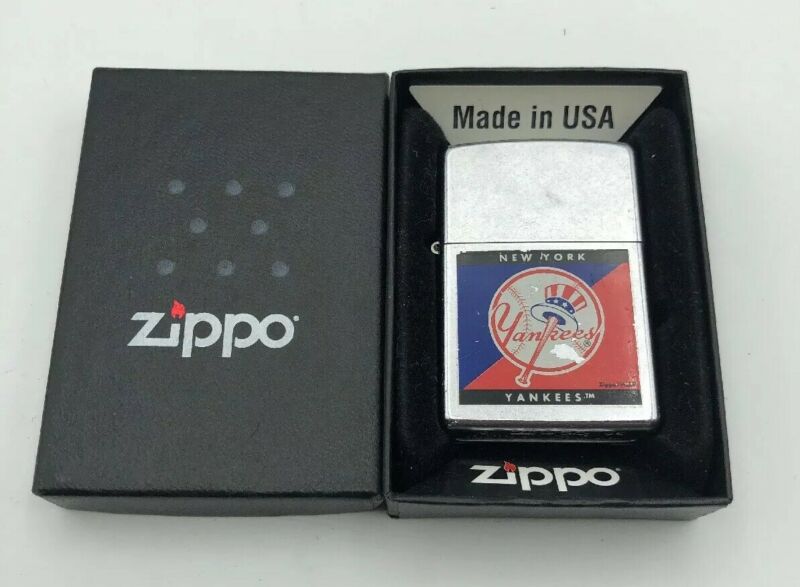 zippo
Made in USA
NEW YORK
Yankees
YANKEES™
zippo